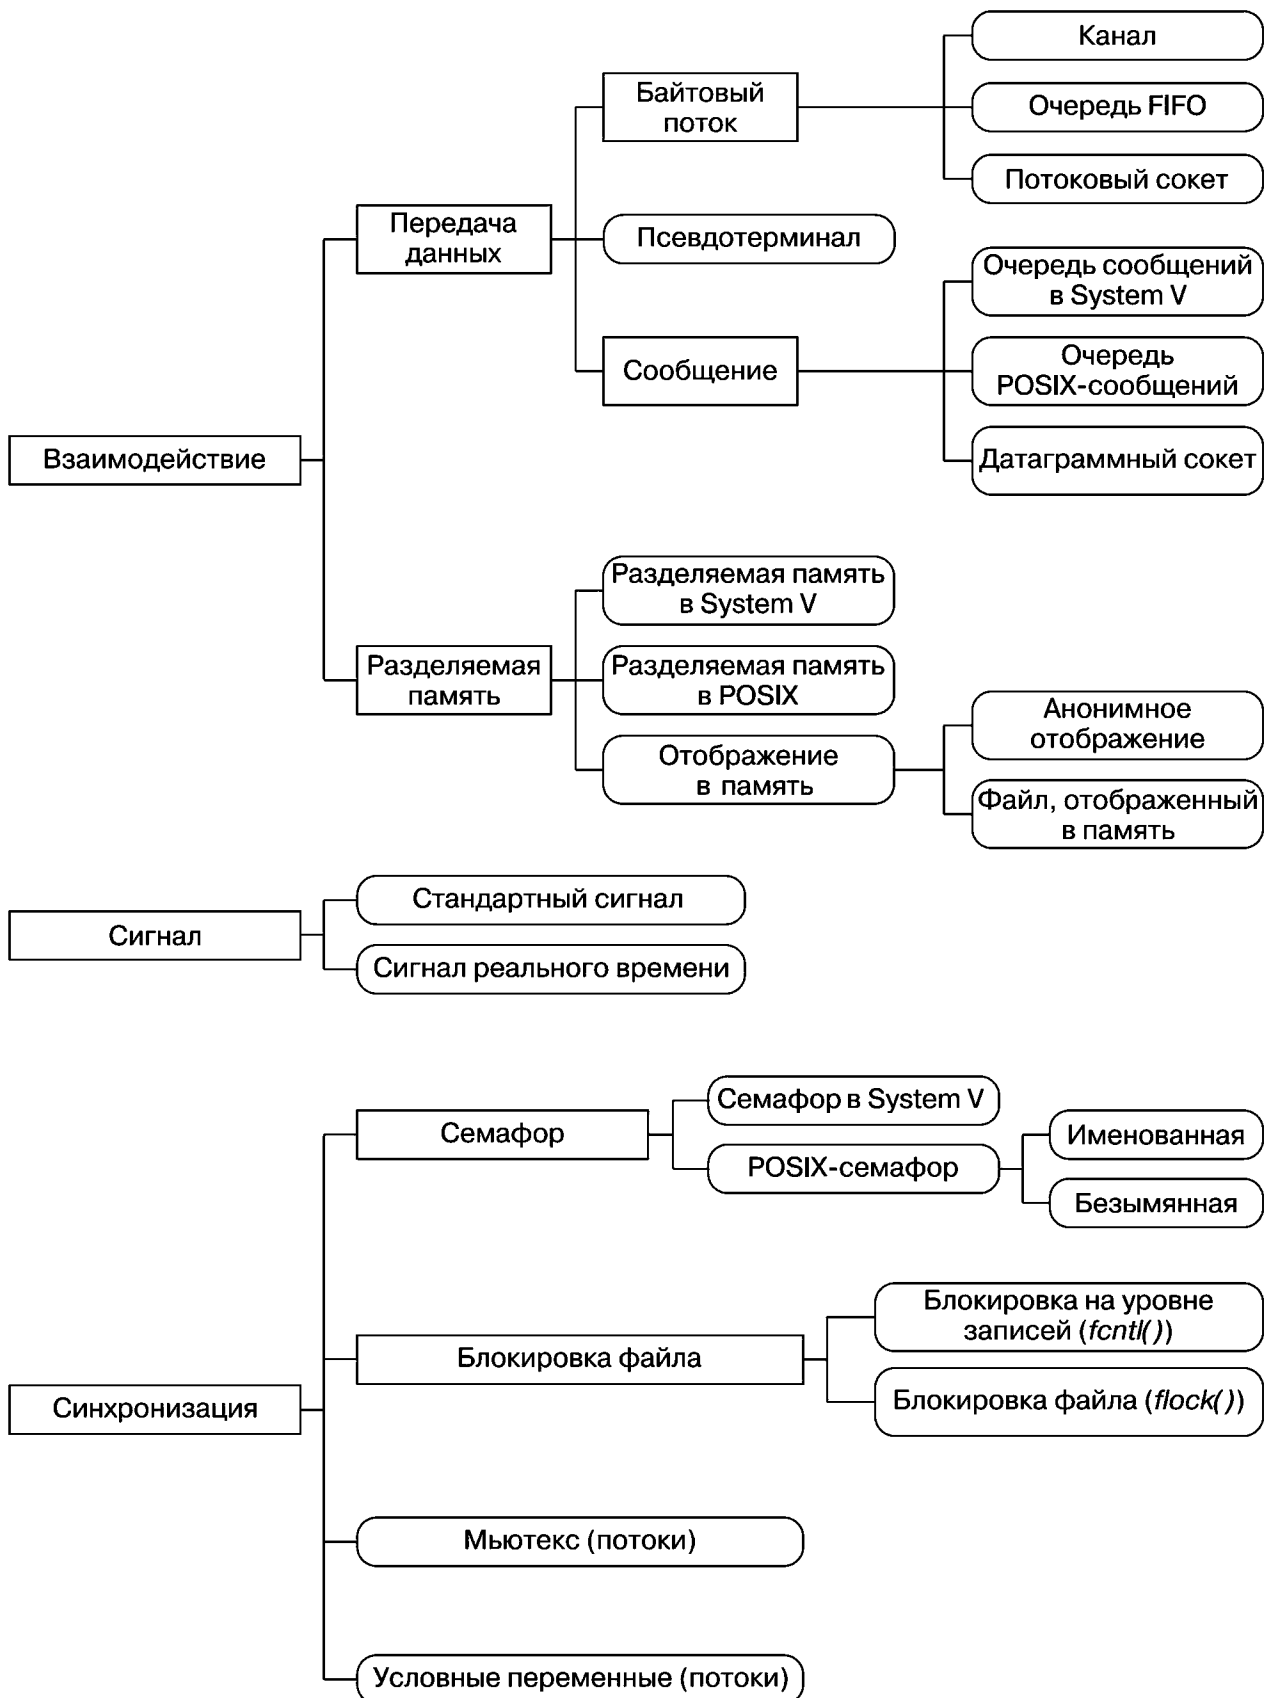 Канал
Байтовый
поток
Очередь FIFO
Потоковый сокет
Передача
данных
Псевдотерминал
Очередь сообщений
в System V
Сообщение
Очередь
POSIX-сообщений
Датаграммный сокет
Взаимодействие
Разделяемая память
в System V
Разделяемая
память
Разделяемая память
в POSIX
Отображение
в память
Анонимное
отображение
Файл, отображенный
в память
Сигнал
Стандартный сигнал
Сигнал реального времени
Семафор
Семафор в System V
POSIX-семафор
Именованная
Безымянная
Блокировка файла
Блокировка на уровне
записей (fcntl())
Блокировка файла (flock())
Синхронизация
Мьютекс (потоки)
Условные переменные (потоки)